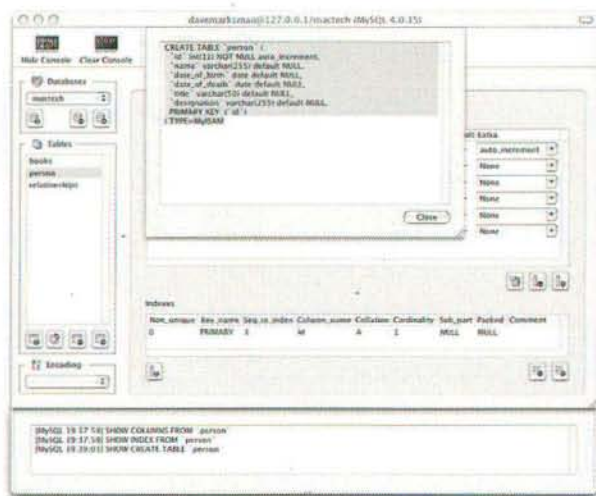 davemarksman@127.0.0.1/mactech (MySQL 4.0.15)
Hide Console Clear Console
Databases
mactech
Tables
books
person
relationships
Encoding
CREATE TABLE `person` (
`id` int(11) NOT NULL auto_increment,
`name` varchar(255) default NULL,
`date_of_birth` date default NULL,
`date_of_death` date default NULL,
`title` varchar(50) default NULL,
`designation` varchar(255) default NULL,
PRIMARY KEY (`id`)
) TYPE=MyISAM
Close
Extra
auto_increment
None
None
None
None
None
Indexes
Non_unique Key_name Seq_in_index Column_name Collation Cardinality Sub_part Packed Comment
0 PRIMARY 1 id A 2 NULL NULL
[MySQL 19:37:58] SHOW COLUMNS FROM `person`
[MySQL 19:37:58] SHOW INDEX FROM `person`
[MySQL 19:39:03] SHOW CREATE TABLE `person`